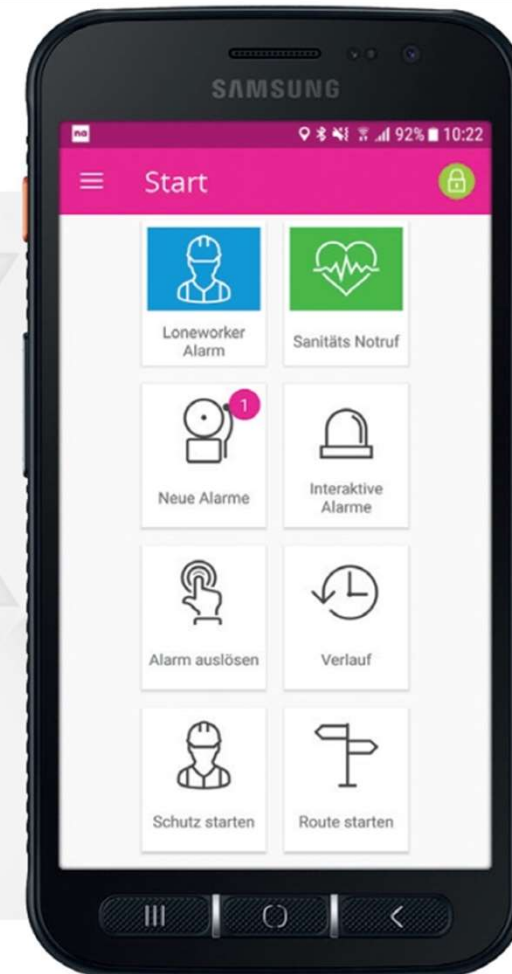 SAMSUNG
na
92% 10:22
Start
Loneworker
Alarm
Sanitäts Notruf
1
Neue Alarme
Interaktive
Alarme
Alarm auslösen
Verlauf
Schutz starten
Route starten